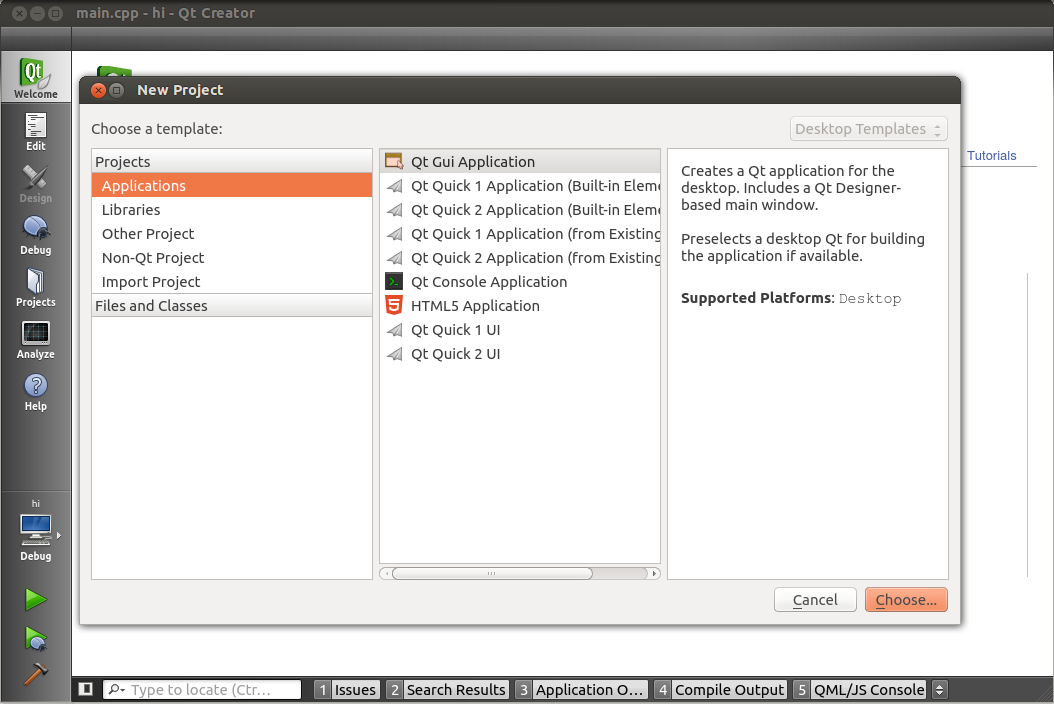 main.cpp - hi - Qt Creator
Qt
Welcome
Edit
Design
Debug
Projects
Analyze
Help
hi
Debug
New Project
Choose a template:
Desktop Templates
Projects
Applications
Libraries
Other Project
Non-Qt Project
Import Project
Files and Classes
Qt Gui Application
Qt Quick 1 Application (Built-in Eleme
Qt Quick 2 Application (Built-in Eleme
Qt Quick 1 Application (from Existing
Qt Quick 2 Application (from Existing
Qt Console Application
HTML5 Application
Qt Quick 1 UI
Qt Quick 2 UI
Creates a Qt application for the
desktop. Includes a Qt Designer-
based main window.
Preselects a desktop Qt for building
the application if available.
Supported Platforms: Desktop
Tutorials
Cancel
Choose...
Type to locate (Ctr...
1 Issues
2 Search Results
3 Application O...
4 Compile Output
5 QML/JS Console